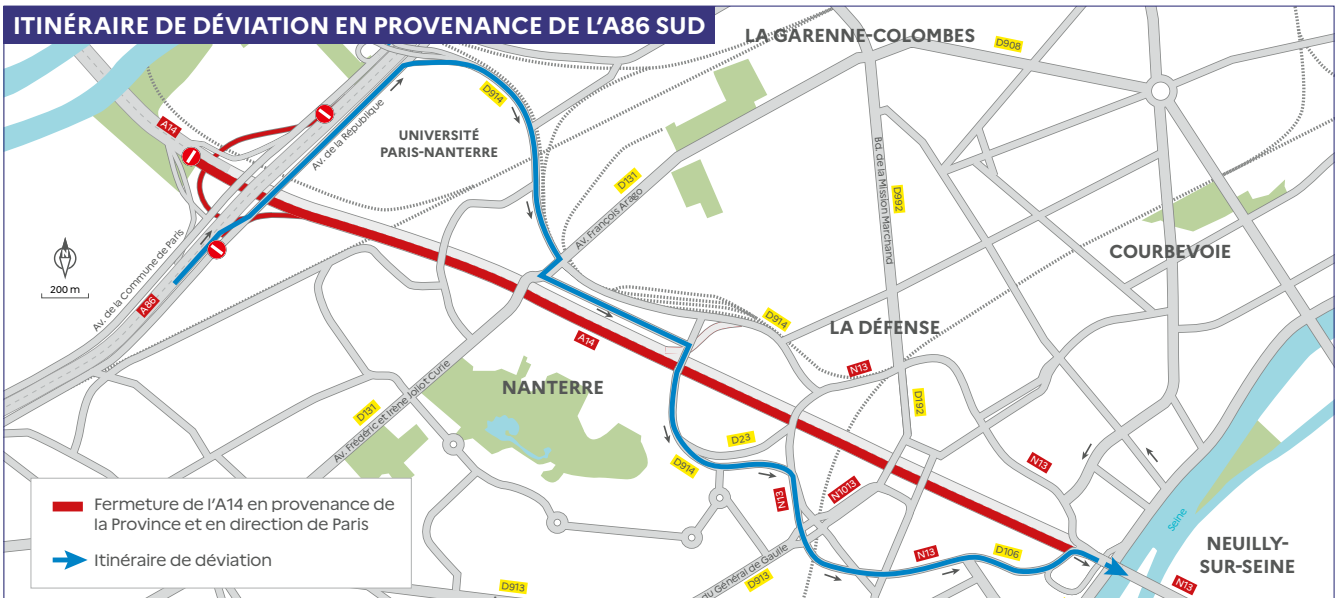 ITINÉRAIRE DE DÉVIATION EN PROVENANCE DE L'A86 SUD
LA GARENNE-COLOMBES
D908
D914
A14
Av. de la République
UNIVERSITÉ
PARIS-NANTERRE
Bd. de la Mission Marchand
D131
D992
Av. François Arago
Av. de la Commune de Paris
COURBEVOIE
200 m
A86
D914
LA DÉFENSE
A14
N13
NANTERRE
D192
D131
Av. Frédéric et Irène Joliot Curie
D23
D914
N13
N13
N1013
Seine
Fermeture de l'A14 en provenance de
la Province et en direction de Paris
Itinéraire de déviation
N13
D106
NEUILLY-
SUR-SEINE
du Général de Gaulle
D913
D913
N13